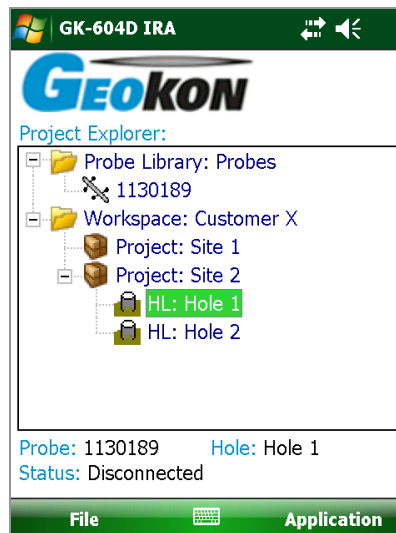 GK-604D IRA
GEOKON
Project Explorer:
Probe Library: Probes
1130189
Workspace: Customer X
Project: Site 1
Project: Site 2
HL: Hole 1
HL: Hole 2
Probe: 1130189 Hole: Hole 1
Status: Disconnected
File Application